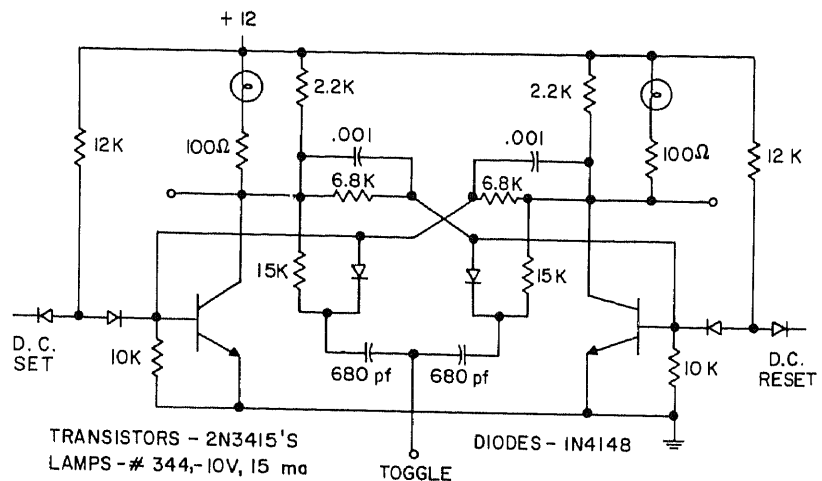 + 12
2.2K
2.2K
.001
.001
12K
100Ω
6.8K
6.8K
100Ω
12 K
15K
15K
D. C.
SET
10K
680 pf
680 pf
10 K
D.C.
RESET
TRANSISTORS - 2N3415'S
DIODES - 1N4148
LAMPS - # 344,-10V, 15 ma
TOGGLE